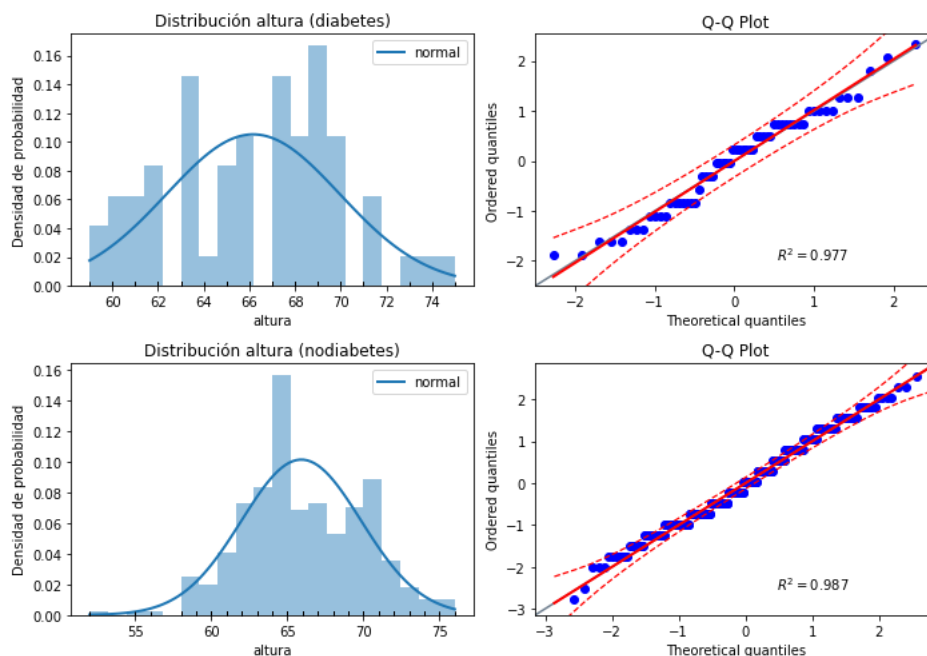 Distribución altura (diabetes)
normal
Densidad de probabilidad
0.16
0.14
0.12
0.10
0.08
0.06
0.04
0.02
0.00
60 62 64 66 68 70 72 74
altura
Q-Q Plot
Ordered quantiles
2
1
0
−1
−2
R² = 0.977
−2 −1 0 1 2
Theoretical quantiles
Distribución altura (nodiabetes)
normal
Densidad de probabilidad
0.16
0.14
0.12
0.10
0.08
0.06
0.04
0.02
0.00
55 60 65 70 75
altura
Q-Q Plot
Ordered quantiles
2
1
0
−1
−2
−3
R² = 0.987
−3 −2 −1 0 1 2
Theoretical quantiles